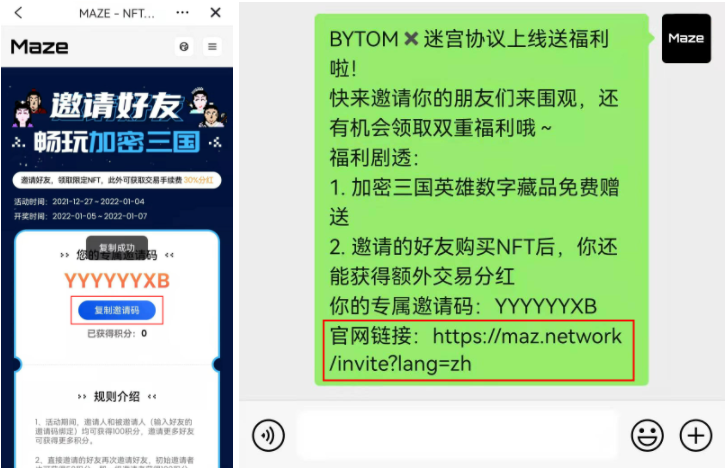 MAZE - NFT...
Maze
邀请好友
畅玩加密三国
邀请好友，领取限定NFT，此外可获取交易手续费30%分红
活动时间：2021-12-27 ~ 2022-01-04
开奖时间：2022-01-05 ~ 2022-01-07
复制成功
您的专属邀请码
YYYYYYXB
复制邀请码
已获得积分：0
规则介绍
1、活动期间，邀请人和被邀请人（输入好友的
邀请码绑定）均可获得100积分，邀请更多好友
可获得更多积分。
2、直接邀请的好友再次邀请好友，初始邀请者
BYTOM✖️迷宫协议上线送福利
啦！
快来邀请你的朋友们来围观，还
有机会领取双重福利哦～
福利剧透：
1. 加密三国英雄数字藏品免费赠
送
2. 邀请的好友购买NFT后，你还
能获得额外交易分红
你的专属邀请码：YYYYYYXB
官网链接：https://maz.network
/invite?lang=zh
Maze